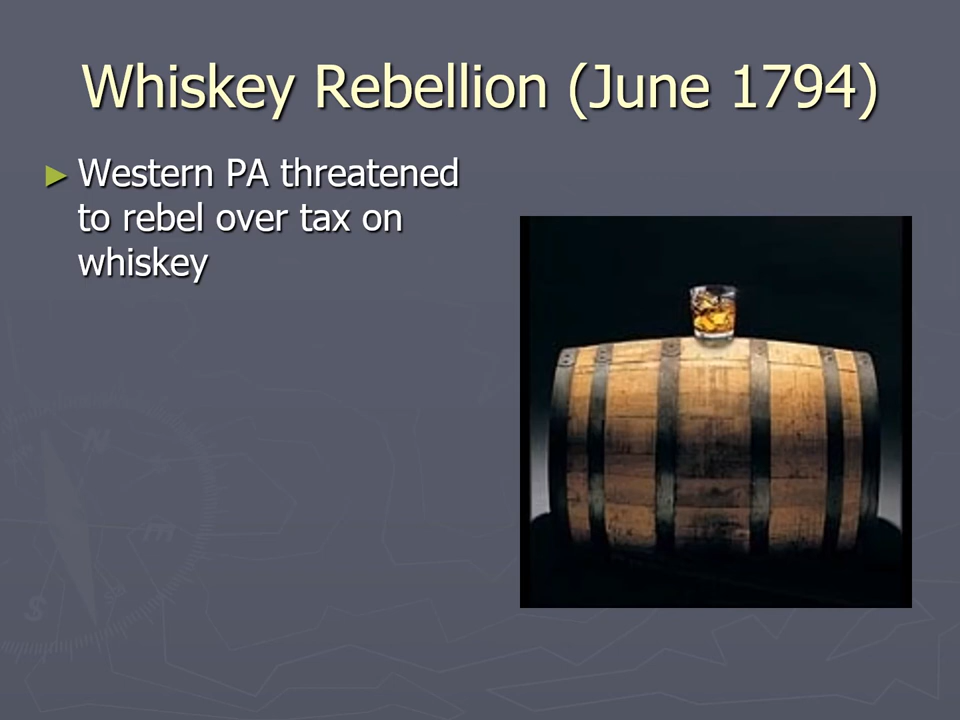 Whiskey Rebellion (June 1794)
► Western PA threatened
to rebel over tax on
whiskey
N
S